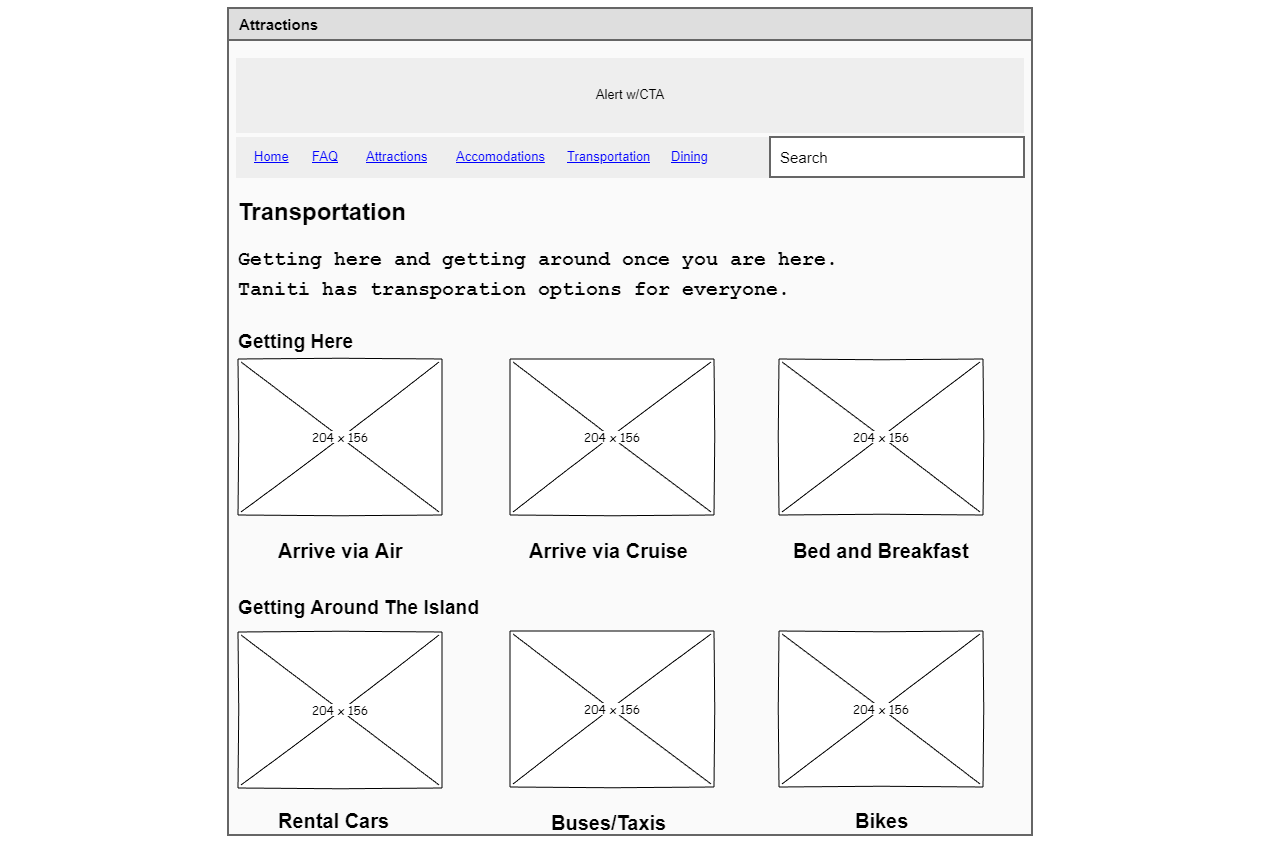 Attractions
Alert w/CTA
Home FAQ Attractions Accomodations Transportation Dining Search
Transportation
Getting here and getting around once you are here.
Taniti has transporation options for everyone.
Getting Here
204 x 156 204 x 156 204 x 156
Arrive via Air Arrive via Cruise Bed and Breakfast
Getting Around The Island
204 x 156 204 x 156 204 x 156
Rental Cars Buses/Taxis Bikes